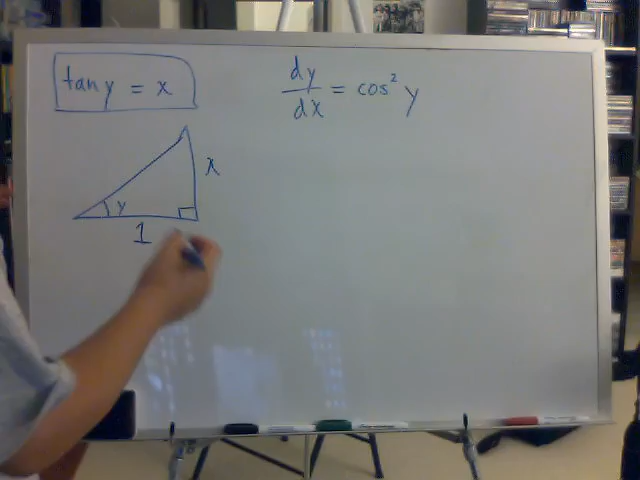 tan y = x
dy/dx = cos² y
x
y
1